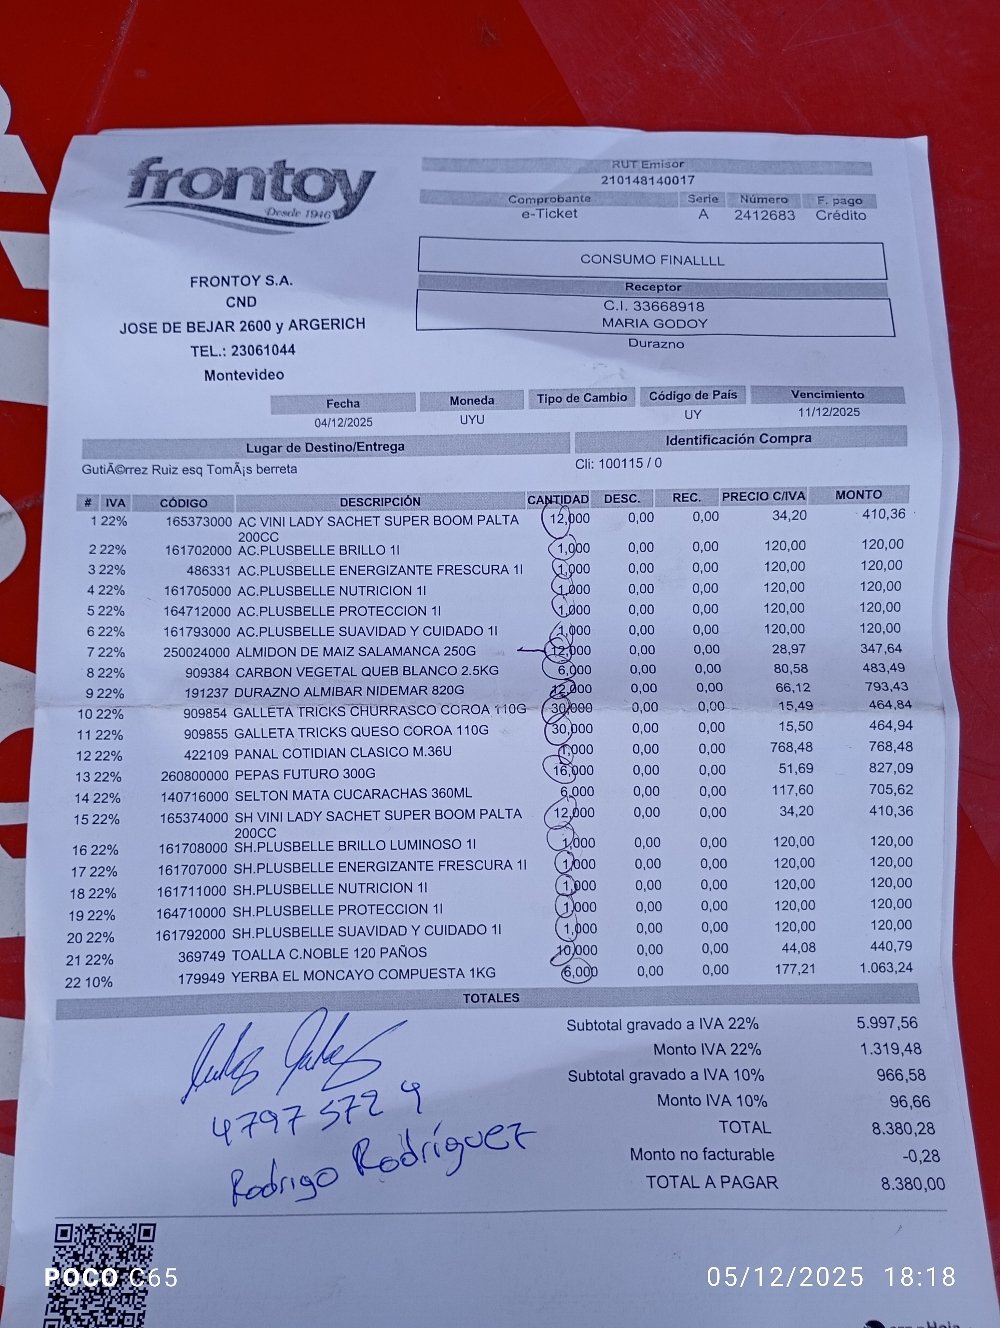 frontoy
Desde 1946
FRONTOY S.A.
CND
JOSE DE BEJAR 2600 y ARGERICH
TEL.: 23061044
Montevideo
RUT Emisor
210148140017
Comprobante Serie Número F. pago
e-Ticket A 2412683 Crédito
CONSUMO FINALLLL
Receptor
C.I. 33668918
MARIA GODOY
Durazno
Fecha Moneda Tipo de Cambio Código de País Vencimiento
04/12/2025 UYU UY 11/12/2025
Lugar de Destino/Entrega Identificación Compra
GutiÃ©rrez Ruiz esq TomÃ¡s berreta Cli: 100115 / 0
# IVA CÓDIGO DESCRIPCIÓN CANTIDAD DESC. REC. PRECIO C/IVA MONTO
1 22% 165373000 AC VINI LADY SACHET SUPER BOOM PALTA 12,000 0,00 0,00 34,20 410,36
200CC
2 22% 161702000 AC.PLUSBELLE BRILLO 1l 1,000 0,00 0,00 120,00 120,00
3 22% 486331 AC.PLUSBELLE ENERGIZANTE FRESCURA 1l 1,000 0,00 0,00 120,00 120,00
4 22% 161705000 AC.PLUSBELLE NUTRICION 1l 1,000 0,00 0,00 120,00 120,00
5 22% 164712000 AC.PLUSBELLE PROTECCION 1l 1,000 0,00 0,00 120,00 120,00
6 22% 161793000 AC.PLUSBELLE SUAVIDAD Y CUIDADO 1l 1,000 0,00 0,00 120,00 120,00
7 22% 250024000 ALMIDON DE MAIZ SALAMANCA 250G 12,000 0,00 0,00 28,97 347,64
8 22% 909384 CARBON VEGETAL QUEB BLANCO 2.5KG 6,000 0,00 0,00 80,58 483,49
9 22% 191237 DURAZNO ALMIBAR NIDEMAR 820G 12,000 0,00 0,00 66,12 793,43
10 22% 909854 GALLETA TRICKS CHURRASCO COROA 110G 30,000 0,00 0,00 15,49 464,84
11 22% 909855 GALLETA TRICKS QUESO COROA 110G 30,000 0,00 0,00 15,50 464,94
12 22% 422109 PANAL COTIDIAN CLASICO M.36U 1,000 0,00 0,00 768,48 768,48
13 22% 260800000 PEPAS FUTURO 300G 16,000 0,00 0,00 51,69 827,09
14 22% 140716000 SELTON MATA CUCARACHAS 360ML 6,000 0,00 0,00 117,60 705,62
15 22% 165374000 SH VINI LADY SACHET SUPER BOOM PALTA 12,000 0,00 0,00 34,20 410,36
200CC
16 22% 161708000 SH.PLUSBELLE BRILLO LUMINOSO 1l 1,000 0,00 0,00 120,00 120,00
17 22% 161707000 SH.PLUSBELLE ENERGIZANTE FRESCURA 1l 1,000 0,00 0,00 120,00 120,00
18 22% 161711000 SH.PLUSBELLE NUTRICION 1l 1,000 0,00 0,00 120,00 120,00
19 22% 164710000 SH.PLUSBELLE PROTECCION 1l 1,000 0,00 0,00 120,00 120,00
20 22% 161792000 SH.PLUSBELLE SUAVIDAD Y CUIDADO 1l 1,000 0,00 0,00 120,00 120,00
21 22% 369749 TOALLA C.NOBLE 120 PAÑOS 10,000 0,00 0,00 44,08 440,79
22 10% 179949 YERBA EL MONCAYO COMPUESTA 1KG 6,000 0,00 0,00 177,21 1.063,24
TOTALES
Subtotal gravado a IVA 22% 5.997,56
Monto IVA 22% 1.319,48
Subtotal gravado a IVA 10% 966,58
Monto IVA 10% 96,66
TOTAL 8.380,28
Monto no facturable -0,28
TOTAL A PAGAR 8.380,00
4797 572 9
Rodrigo Rodríguez
POCO C65
05/12/2025 18:18